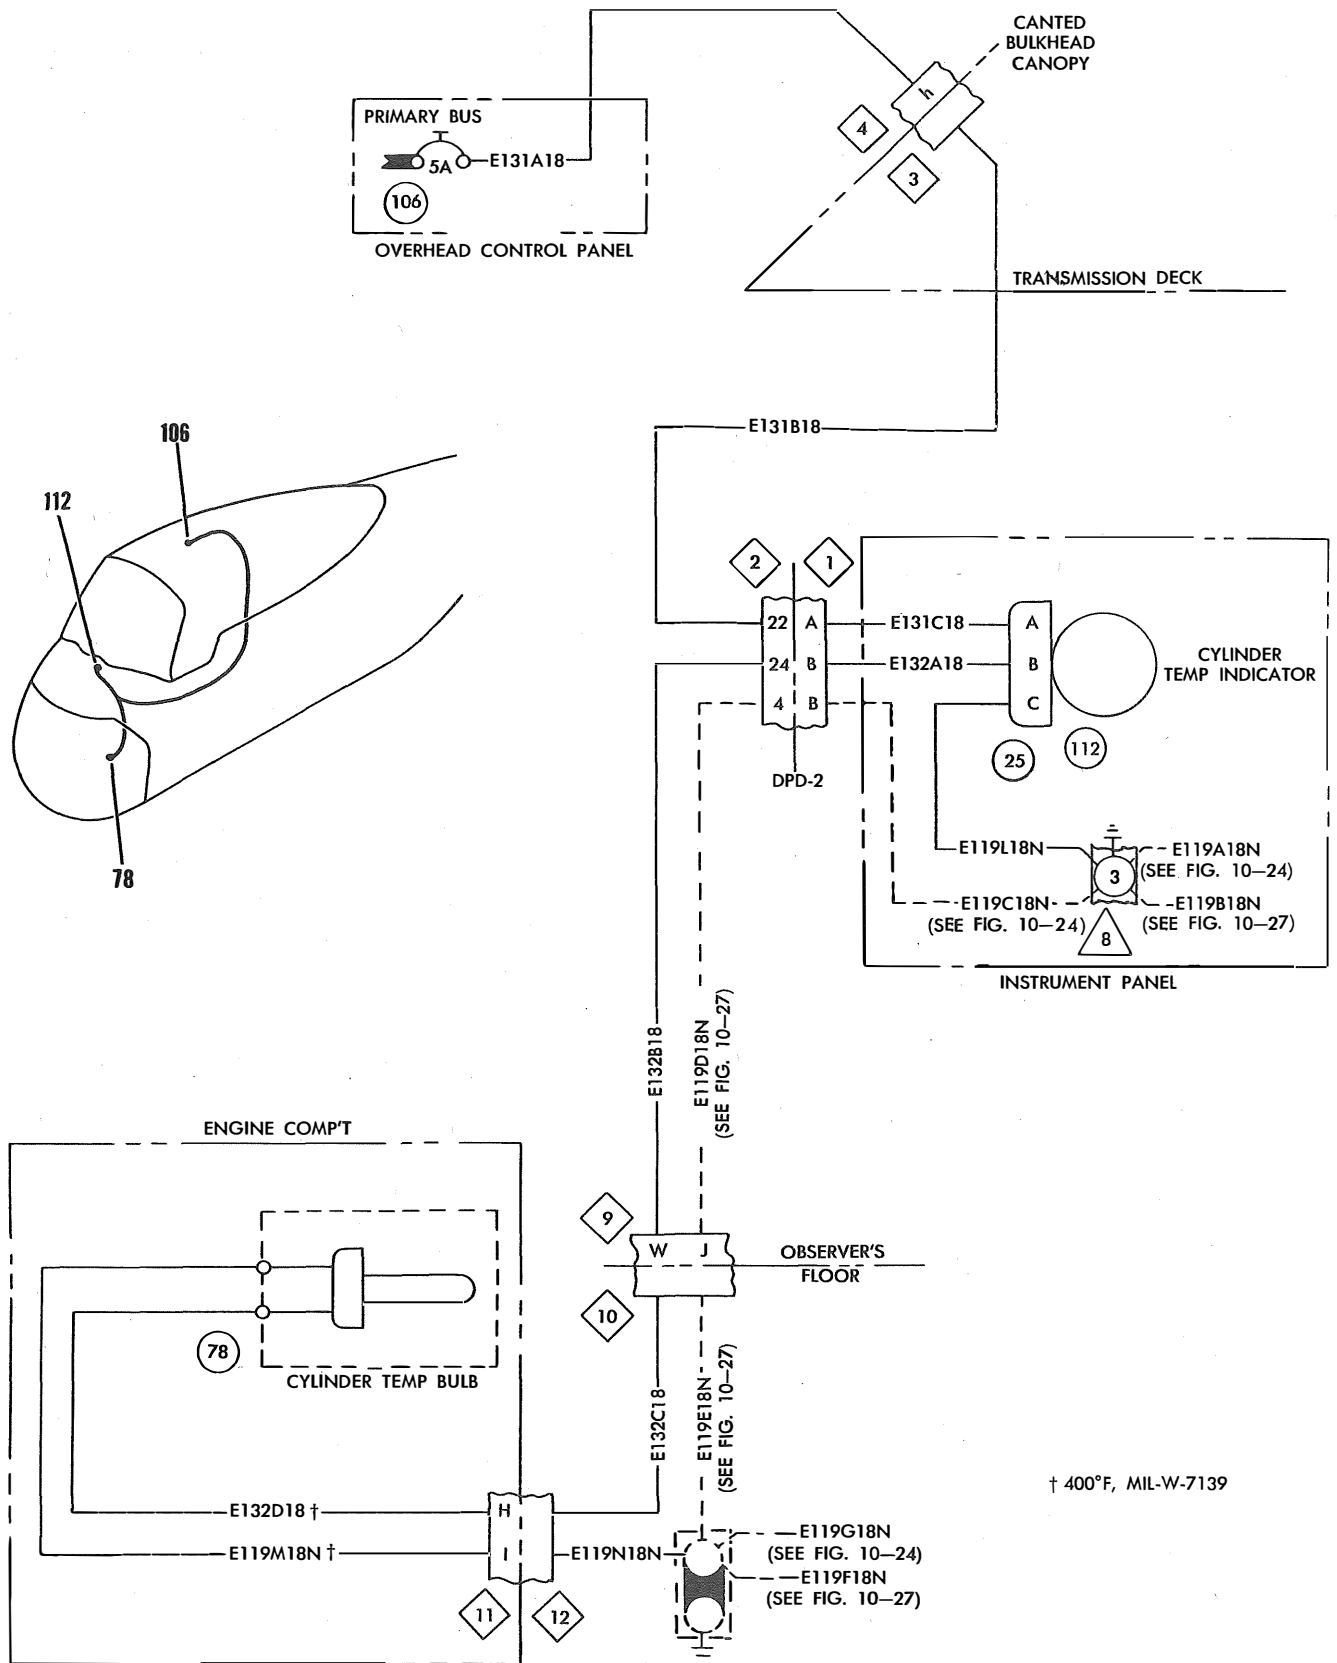 CANTED
BULKHEAD
CANOPY
h
4
3
PRIMARY BUS
5A
E131A18
106
OVERHEAD CONTROL PANEL
TRANSMISSION DECK
E131B18
106
112
78
2
1
22 A
E131C18
A
24 B
E132A18
B
4 B
C
CYLINDER
TEMP INDICATOR
DPD-2
25
112
E119L18N
3
E119A18N
(SEE FIG. 10–24)
E119C18N
(SEE FIG. 10–24)
8
E119B18N
(SEE FIG. 10–27)
INSTRUMENT PANEL
E132B18
E119D18N
(SEE FIG. 10–27)
ENGINE COMP'T
9
W J
OBSERVER'S
FLOOR
10
78
CYLINDER TEMP BULB
E132C18
E119E18N
(SEE FIG. 10–27)
† 400°F, MIL-W-7139
E132D18 †
H
E119M18N †
I
E119N18N
E119G18N
(SEE FIG. 10–24)
E119F18N
(SEE FIG. 10–27)
11
12